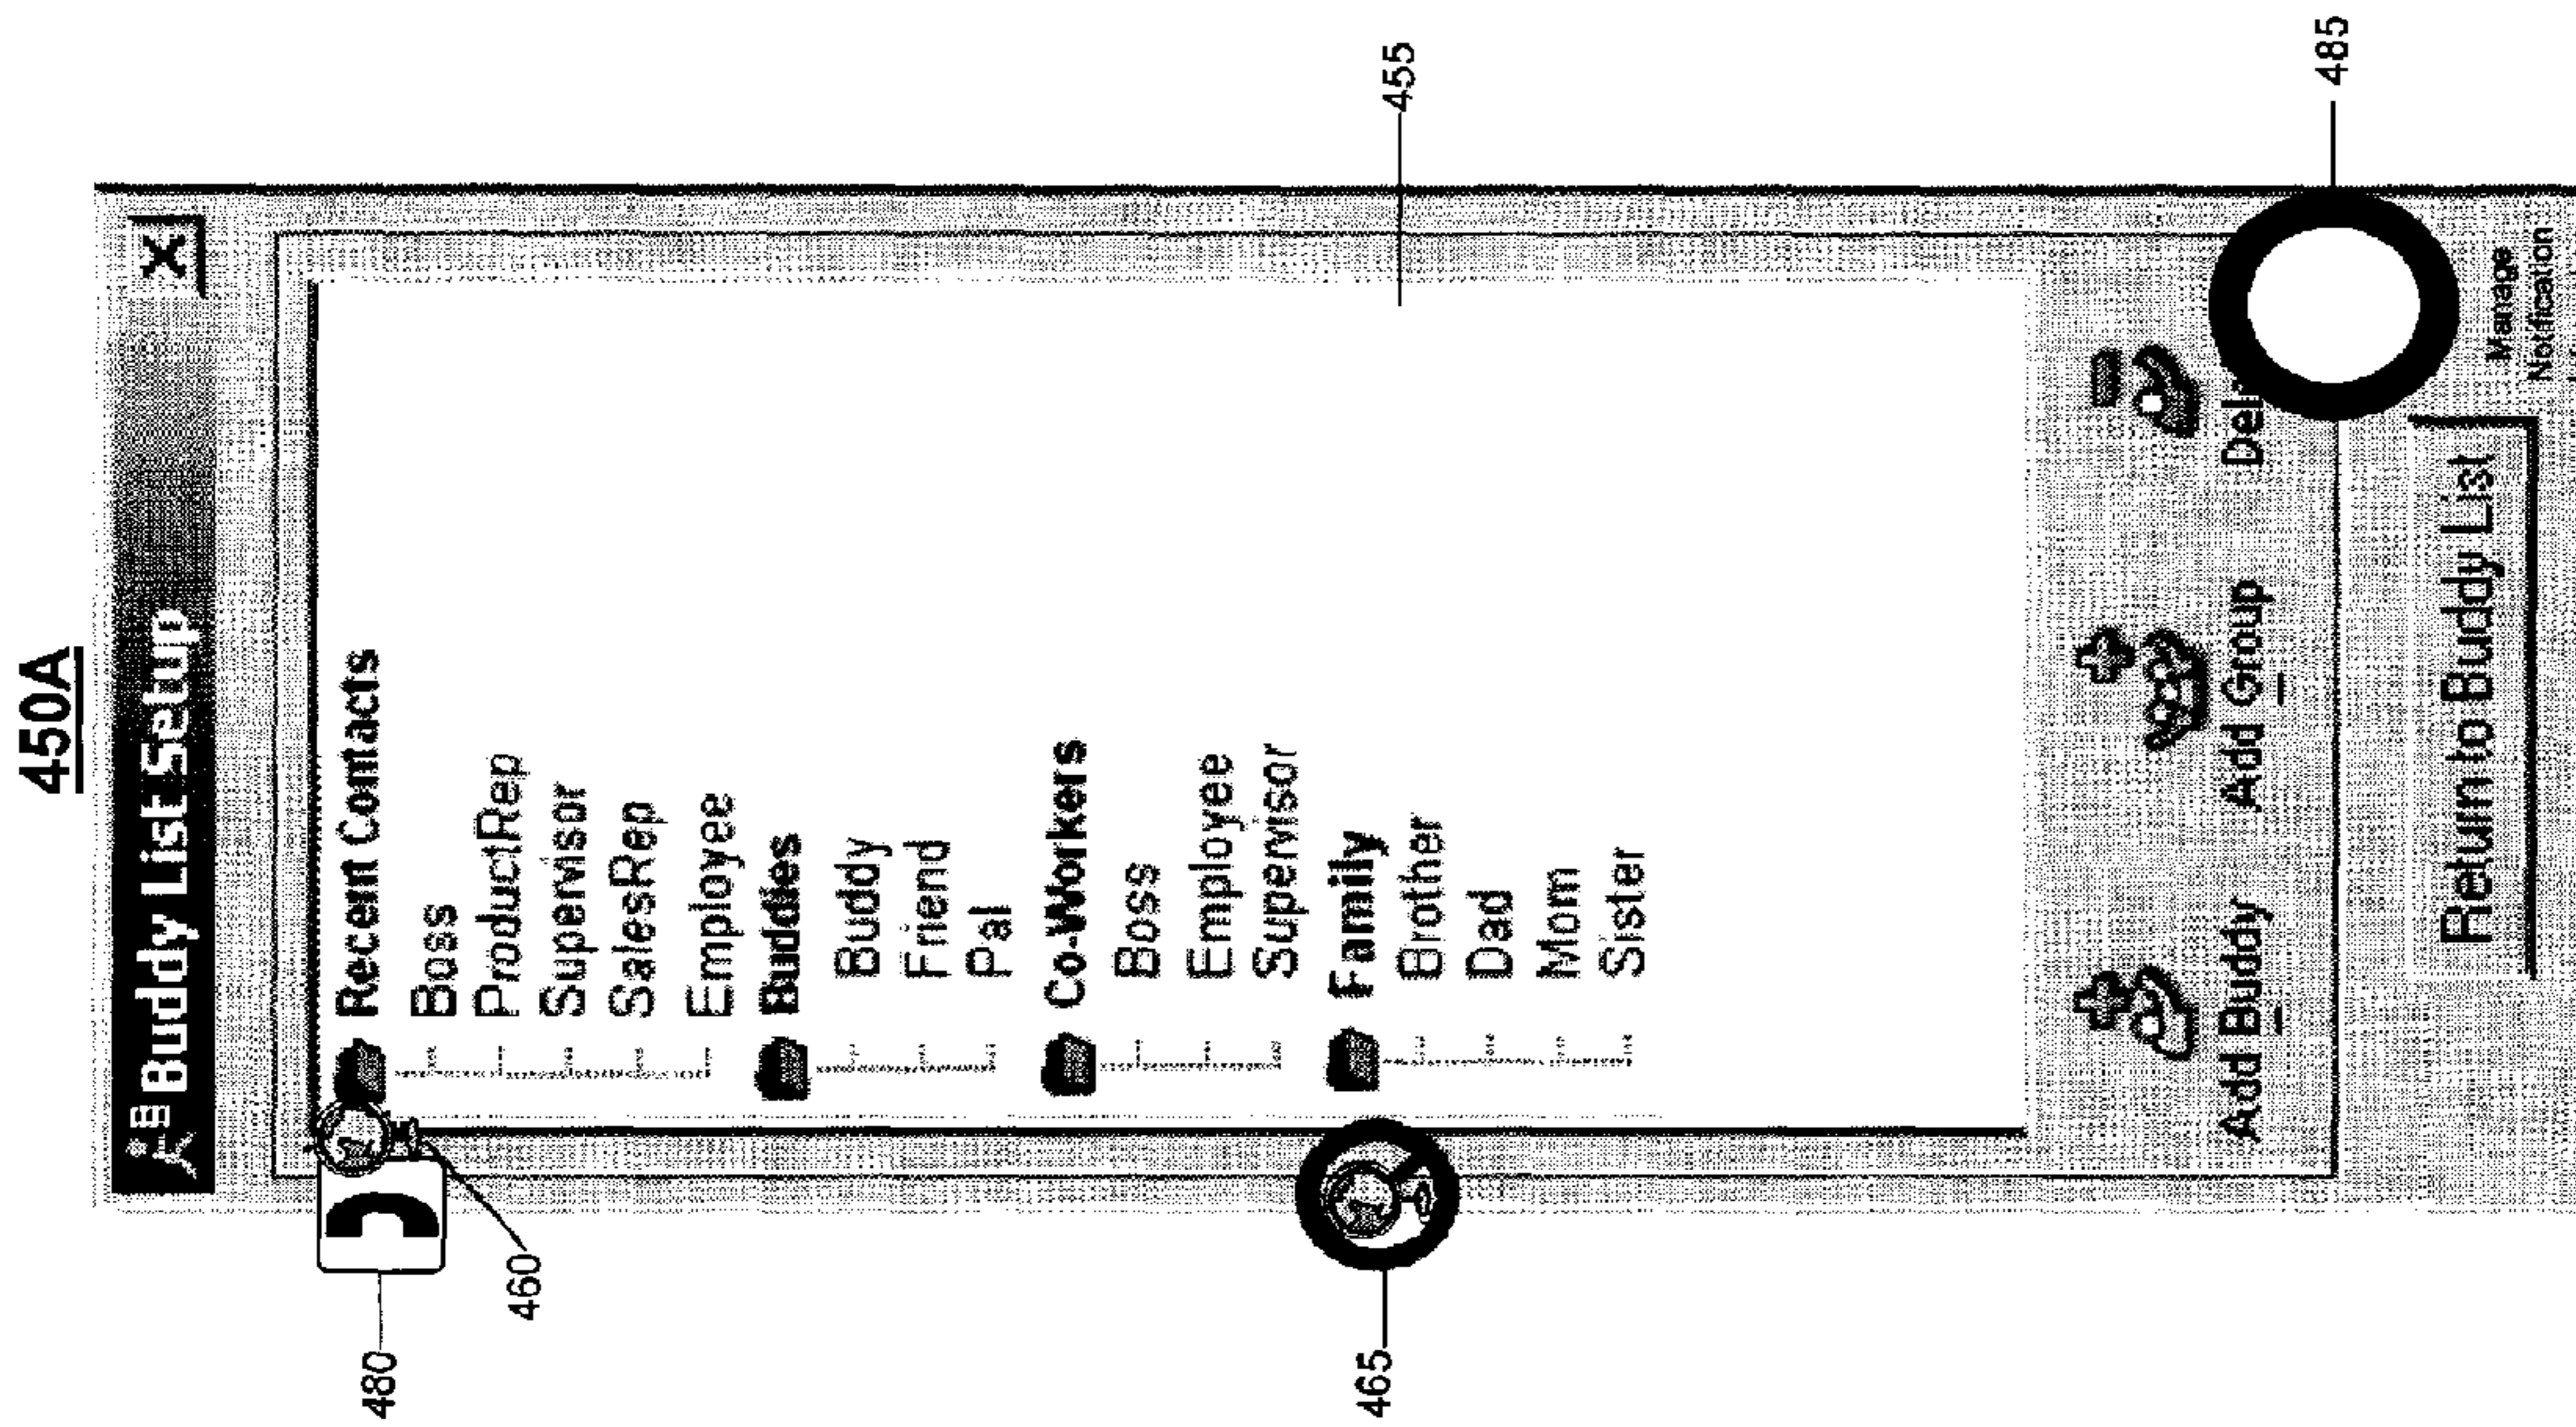 450A
Buddy List Setup
X
480
460
Recent Contacts
Boss
ProductRep
Supervisor
SalesRep
Employee
Buddies
Buddy
Friend
Pal
Co-Workers
Boss
Employee
Supervisor
455
465
Family
Brother
Dad
Mom
Sister
Add Buddy
Add Group
Del
485
Return to Buddy List
Manage
Notification